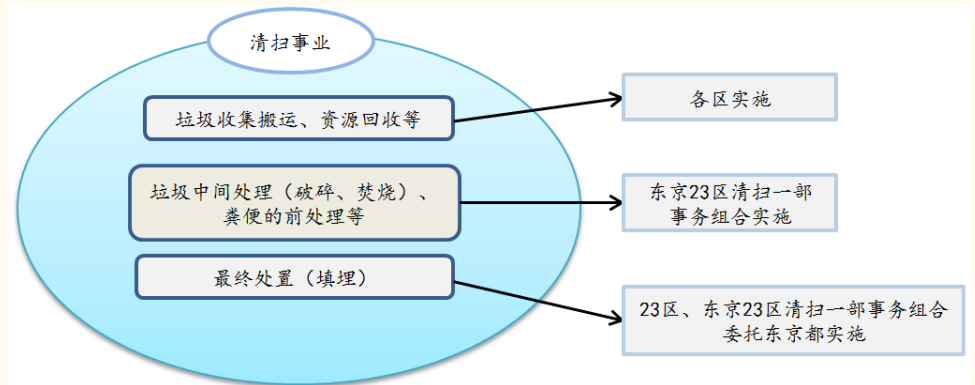 清扫事业
垃圾收集搬运、资源回收等
各区实施
垃圾中间处理（破碎、焚烧）、
粪便的前处理等
东京23区清扫一部
事务组合实施
最终处置（填埋）
23区、东京23区清扫一部事务组合
委托东京都实施